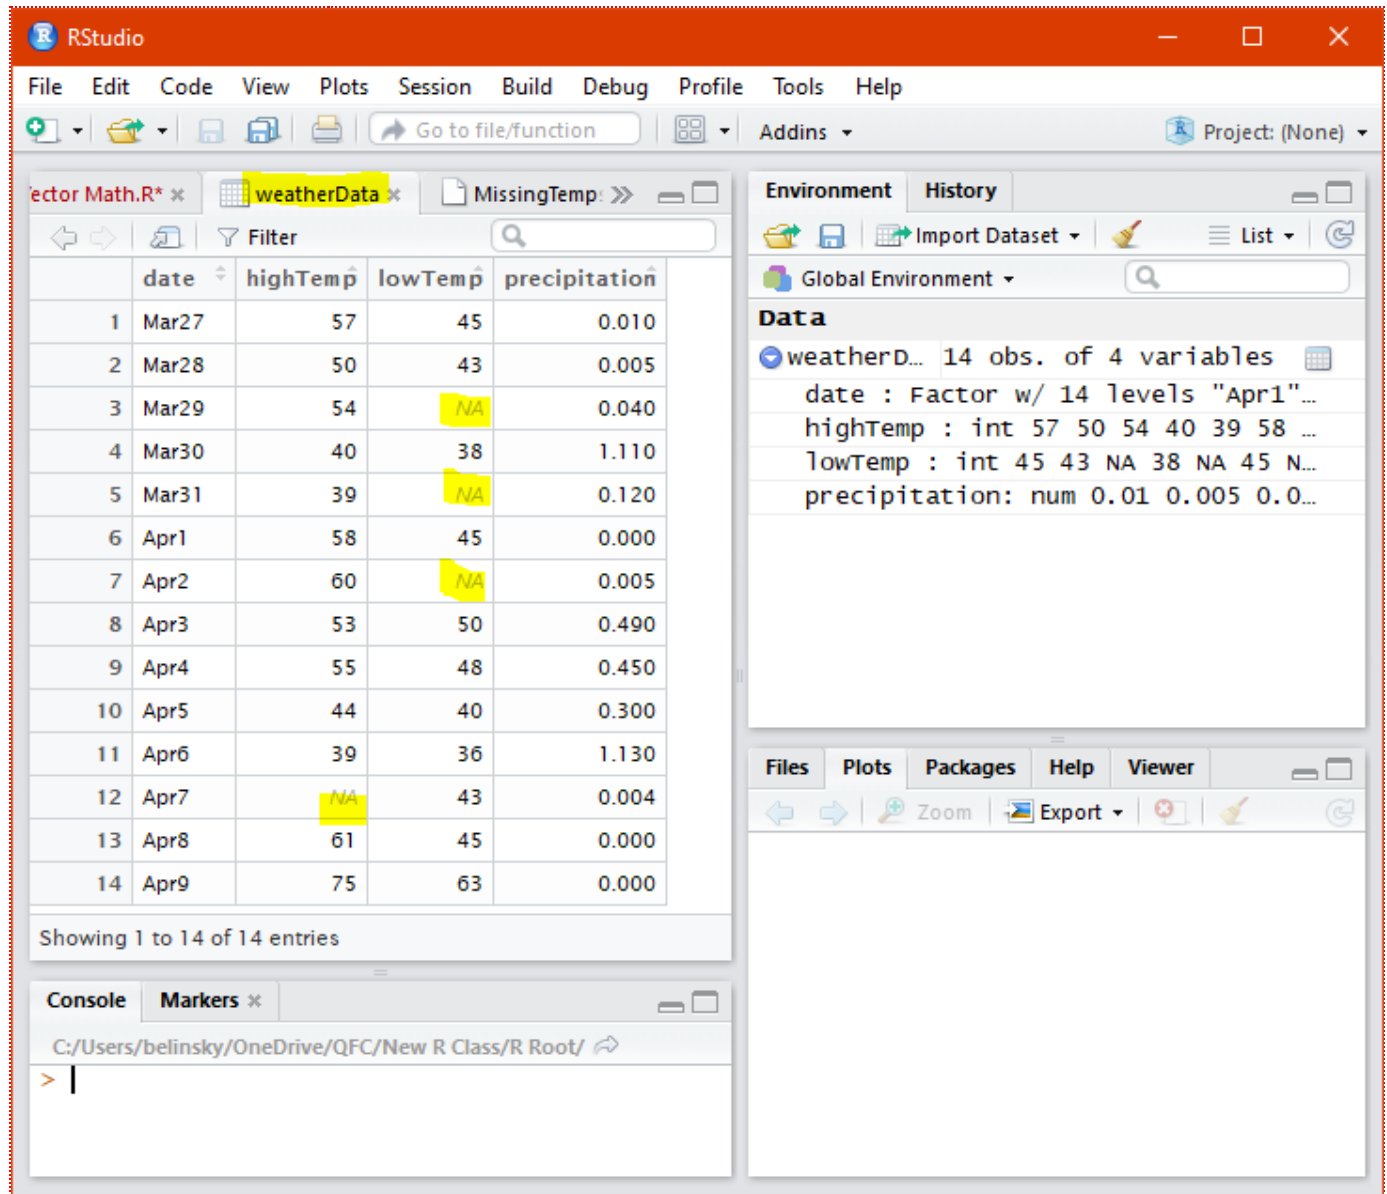 RStudio
File Edit Code View Plots Session Build Debug Profile Tools Help
Go to file/function Addins Project: (None)
ector Math.R* weatherData MissingTemp
Filter
date highTemp lowTemp precipitation
1 Mar27 57 45 0.010
2 Mar28 50 43 0.005
3 Mar29 54 NA 0.040
4 Mar30 40 38 1.110
5 Mar31 39 NA 0.120
6 Apr1 58 45 0.000
7 Apr2 60 NA 0.005
8 Apr3 53 50 0.490
9 Apr4 55 48 0.450
10 Apr5 44 40 0.300
11 Apr6 39 36 1.130
12 Apr7 NA 43 0.004
13 Apr8 61 45 0.000
14 Apr9 75 63 0.000
Showing 1 to 14 of 14 entries
Console Markers
C:/Users/belinsky/OneDrive/QFC/New R Class/R Root/
>
Environment History
Import Dataset List
Global Environment
Data
weatherD... 14 obs. of 4 variables
date : Factor w/ 14 levels "Apr1"...
highTemp : int 57 50 54 40 39 58 ...
lowTemp : int 45 43 NA 38 NA 45 N...
precipitation: num 0.01 0.005 0.0...
Files Plots Packages Help Viewer
Zoom Export